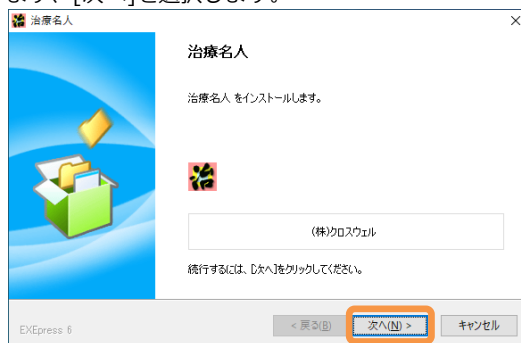 ます、[次へ]を選択します。
治 治療名人
治療名人
治療名人 をインストールします。
治
(株)クロスウェル
続行するには、[次へ]をクリックしてください。
EXEpress 6
< 戻る(B)
次へ(N) >
キャンセル